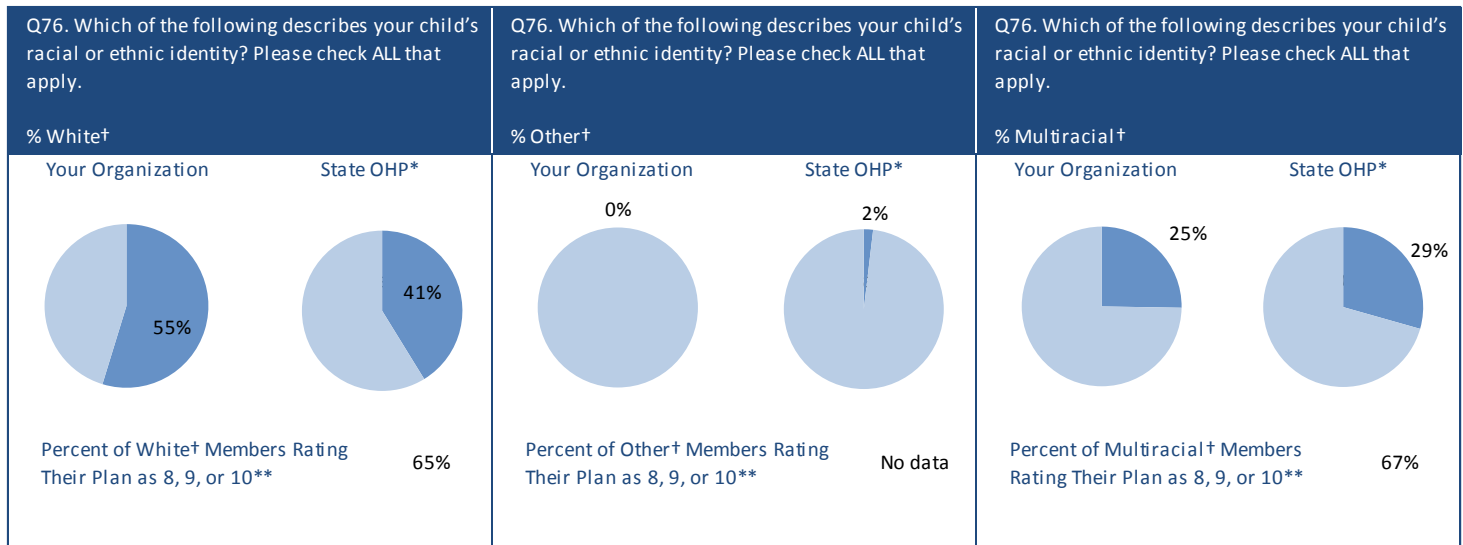 Q76. Which of the following describes your child's
racial or ethnic identity? Please check ALL that
apply.
% White†
Your Organization
State OHP*
55%
41%
Percent of White† Members Rating
Their Plan as 8, 9, or 10**
65%
Q76. Which of the following describes your child's
racial or ethnic identity? Please check ALL that
apply.
% Other†
Your Organization
State OHP*
0%
2%
Percent of Other† Members Rating
Their Plan as 8, 9, or 10**
No data
Q76. Which of the following describes your child's
racial or ethnic identity? Please check ALL that
apply.
% Multiracial†
Your Organization
State OHP*
25%
29%
Percent of Multiracial† Members
Rating Their Plan as 8, 9, or 10**
67%